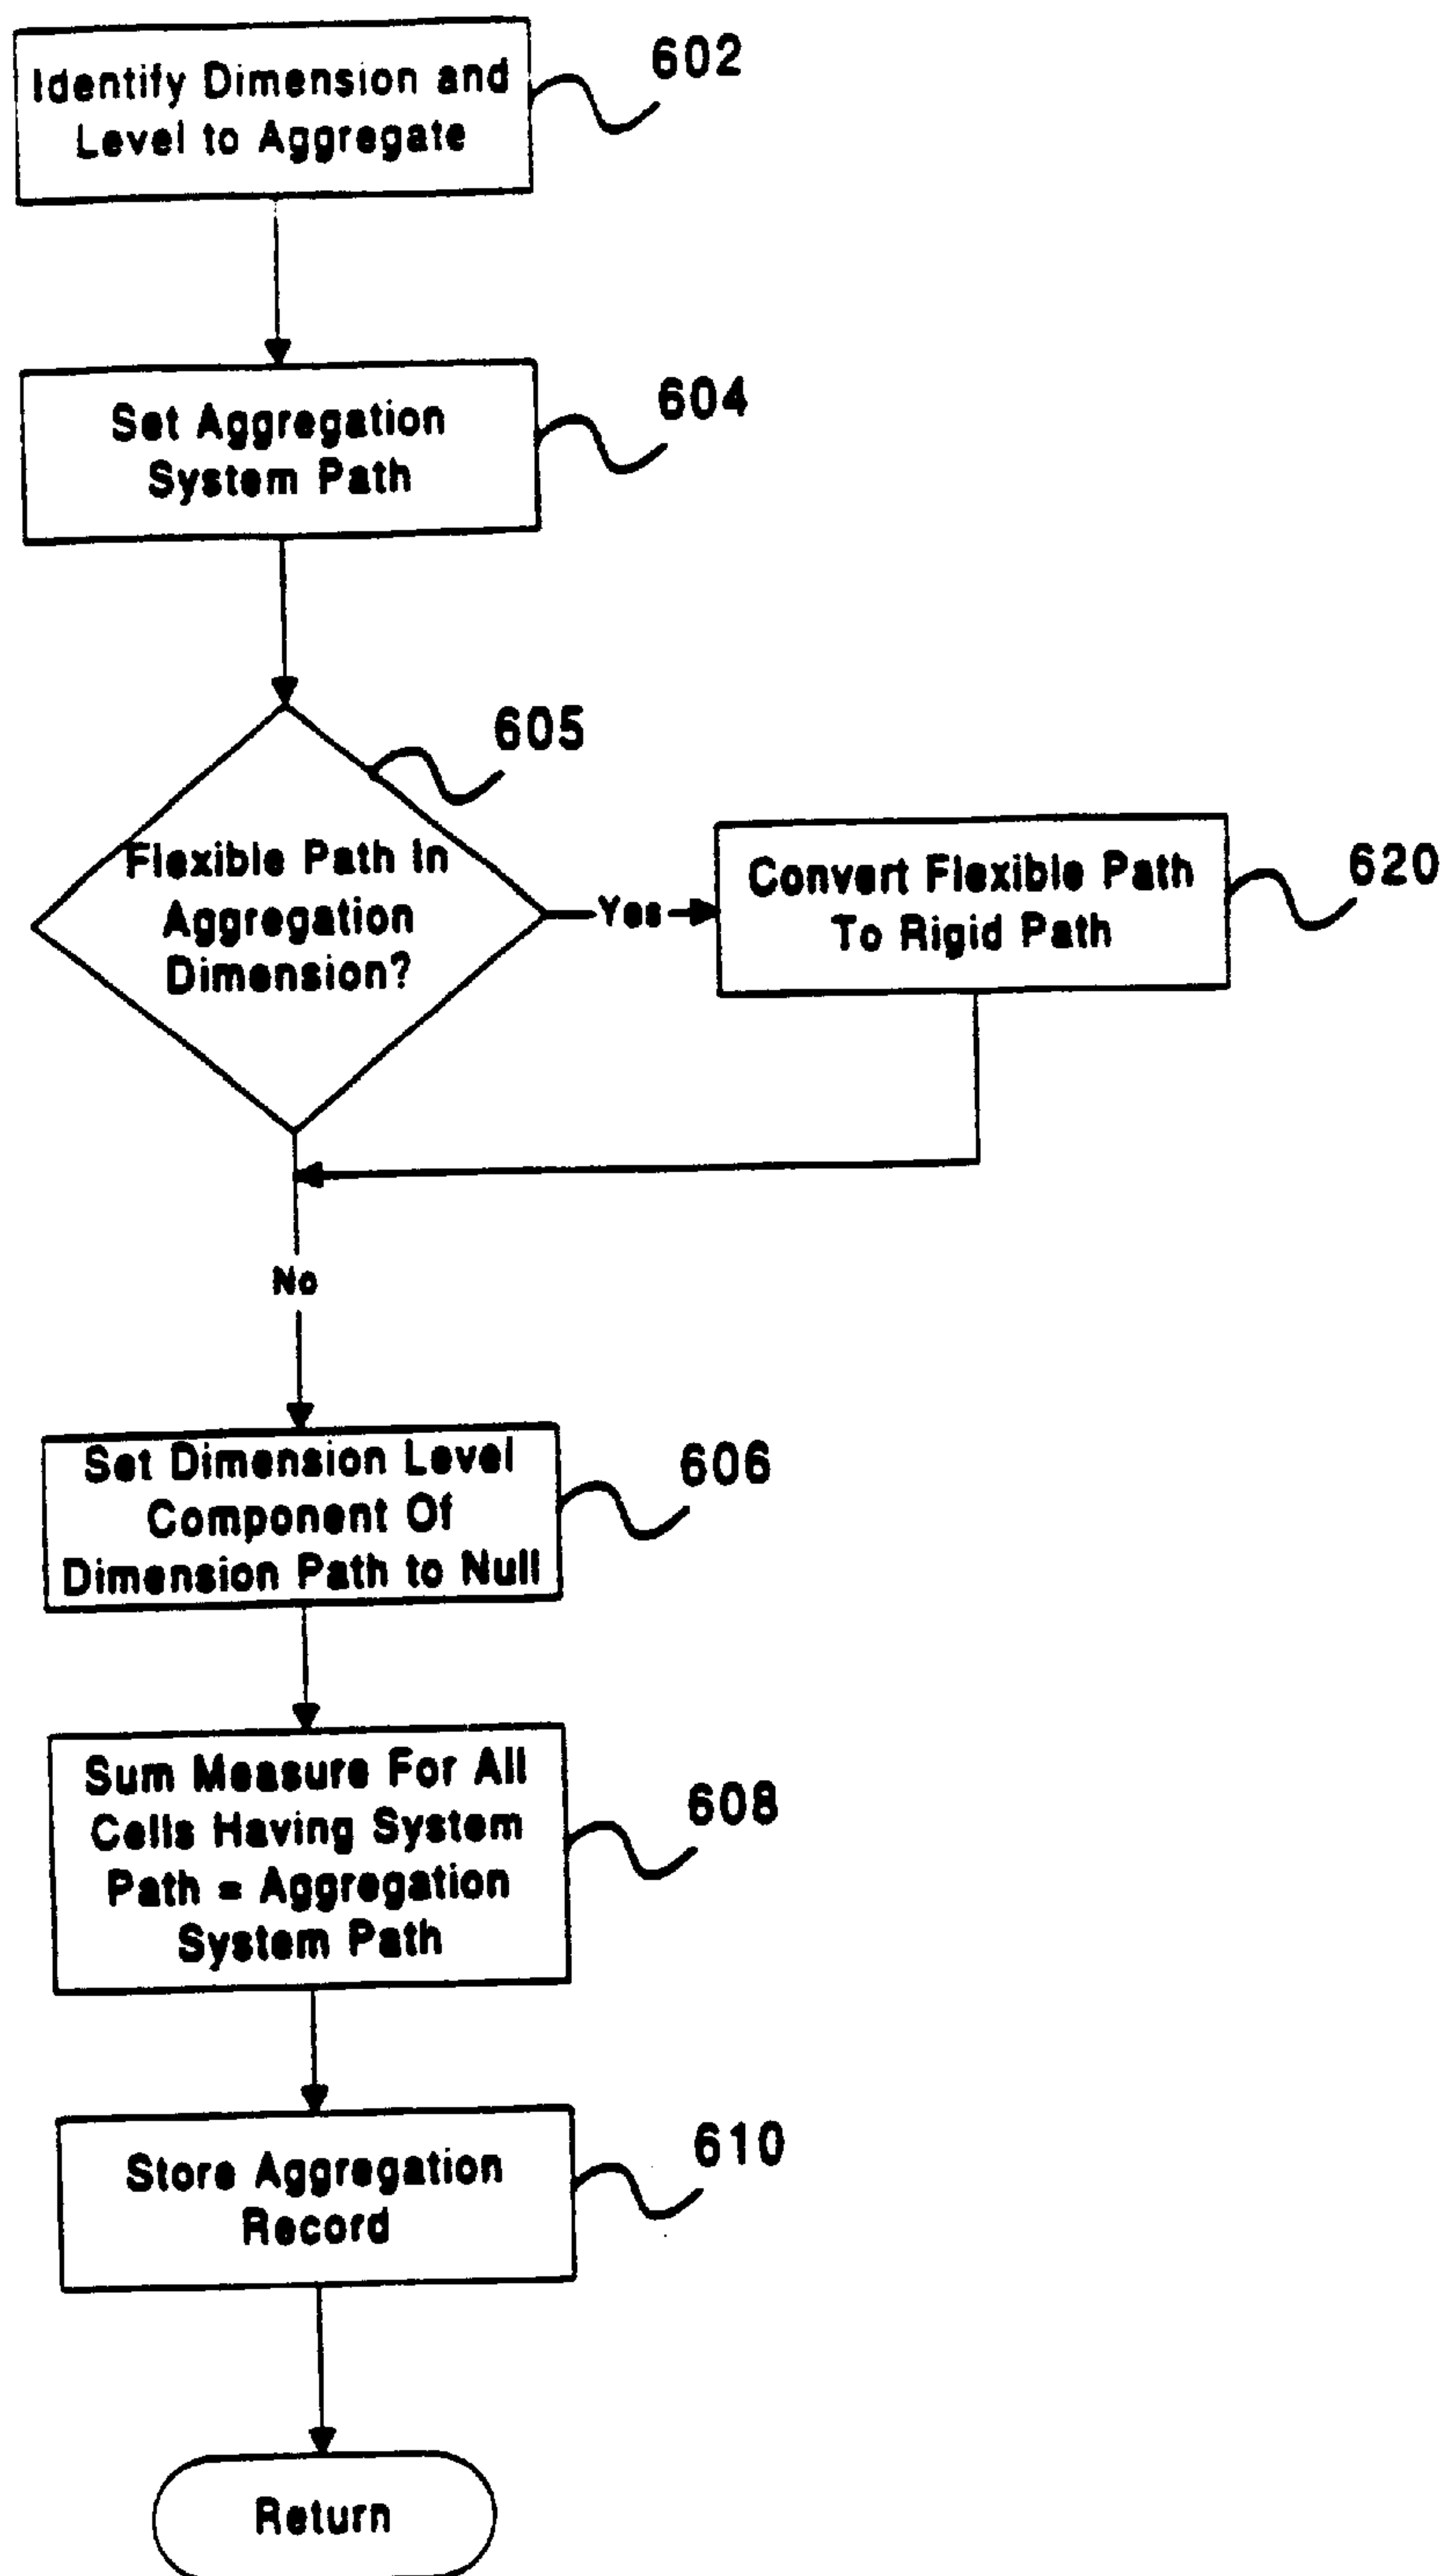 Identify Dimension and
Level to Aggregate
602
Set Aggregation
System Path
604
605
Flexible Path In
Aggregation
Dimension?
Yes
Convert Flexible Path
To Rigid Path
620
No
Set Dimension Level
Component Of
Dimension Path to Null
606
Sum Measure For All
Cells Having System
Path = Aggregation
System Path
608
Store Aggregation
Record
610
Return